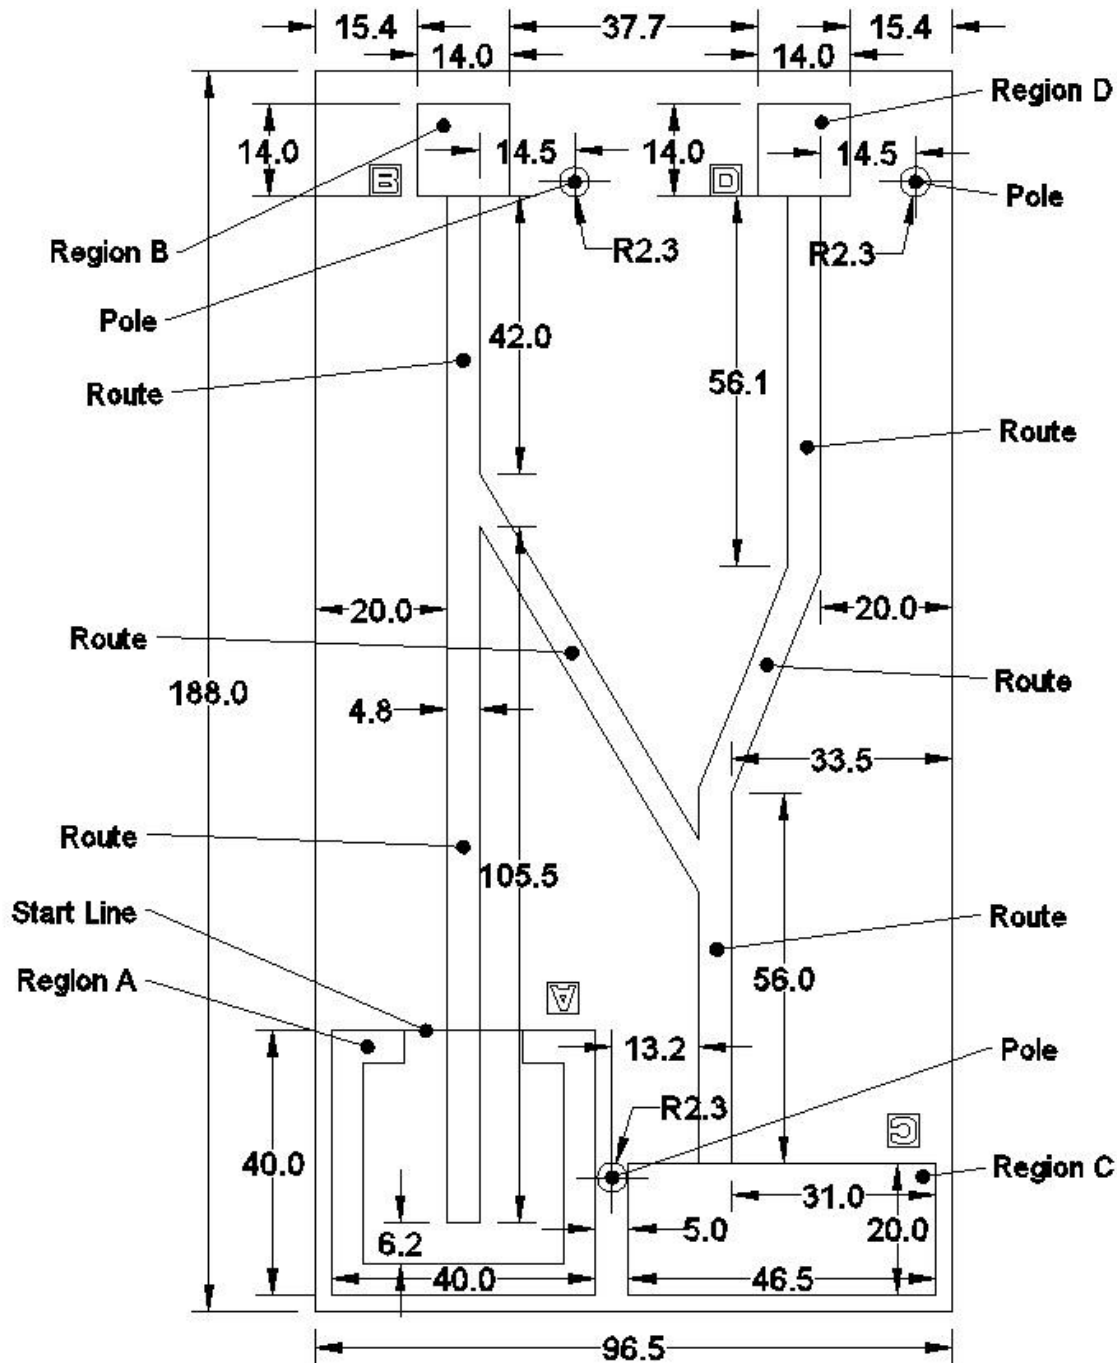 15.4 37.7 15.4
14.0 14.0
Region D
14.0 14.5 14.0 14.5
B D
Pole
Region B R2.3 R2.3
Pole
42.0
56.1
Route
Route
20.0 20.0
Route
188.0 Route
4.8
33.5
Route
105.5
Start Line Route
Region A 56.0
A
13.2 Pole
R2.3
C
40.0 Region C
31.0
5.0 20.0
6.2
40.0 46.5
96.5